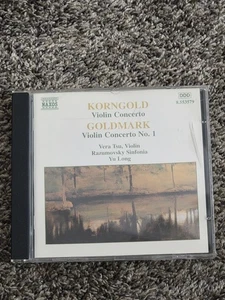 NAXOS
DDD
8.553579
KORNGOLD
Violin Concerto
GOLDMARK
Violin Concerto No. 1
Vera Tsu, Violin
Razumovsky Sinfonia
Yu Long